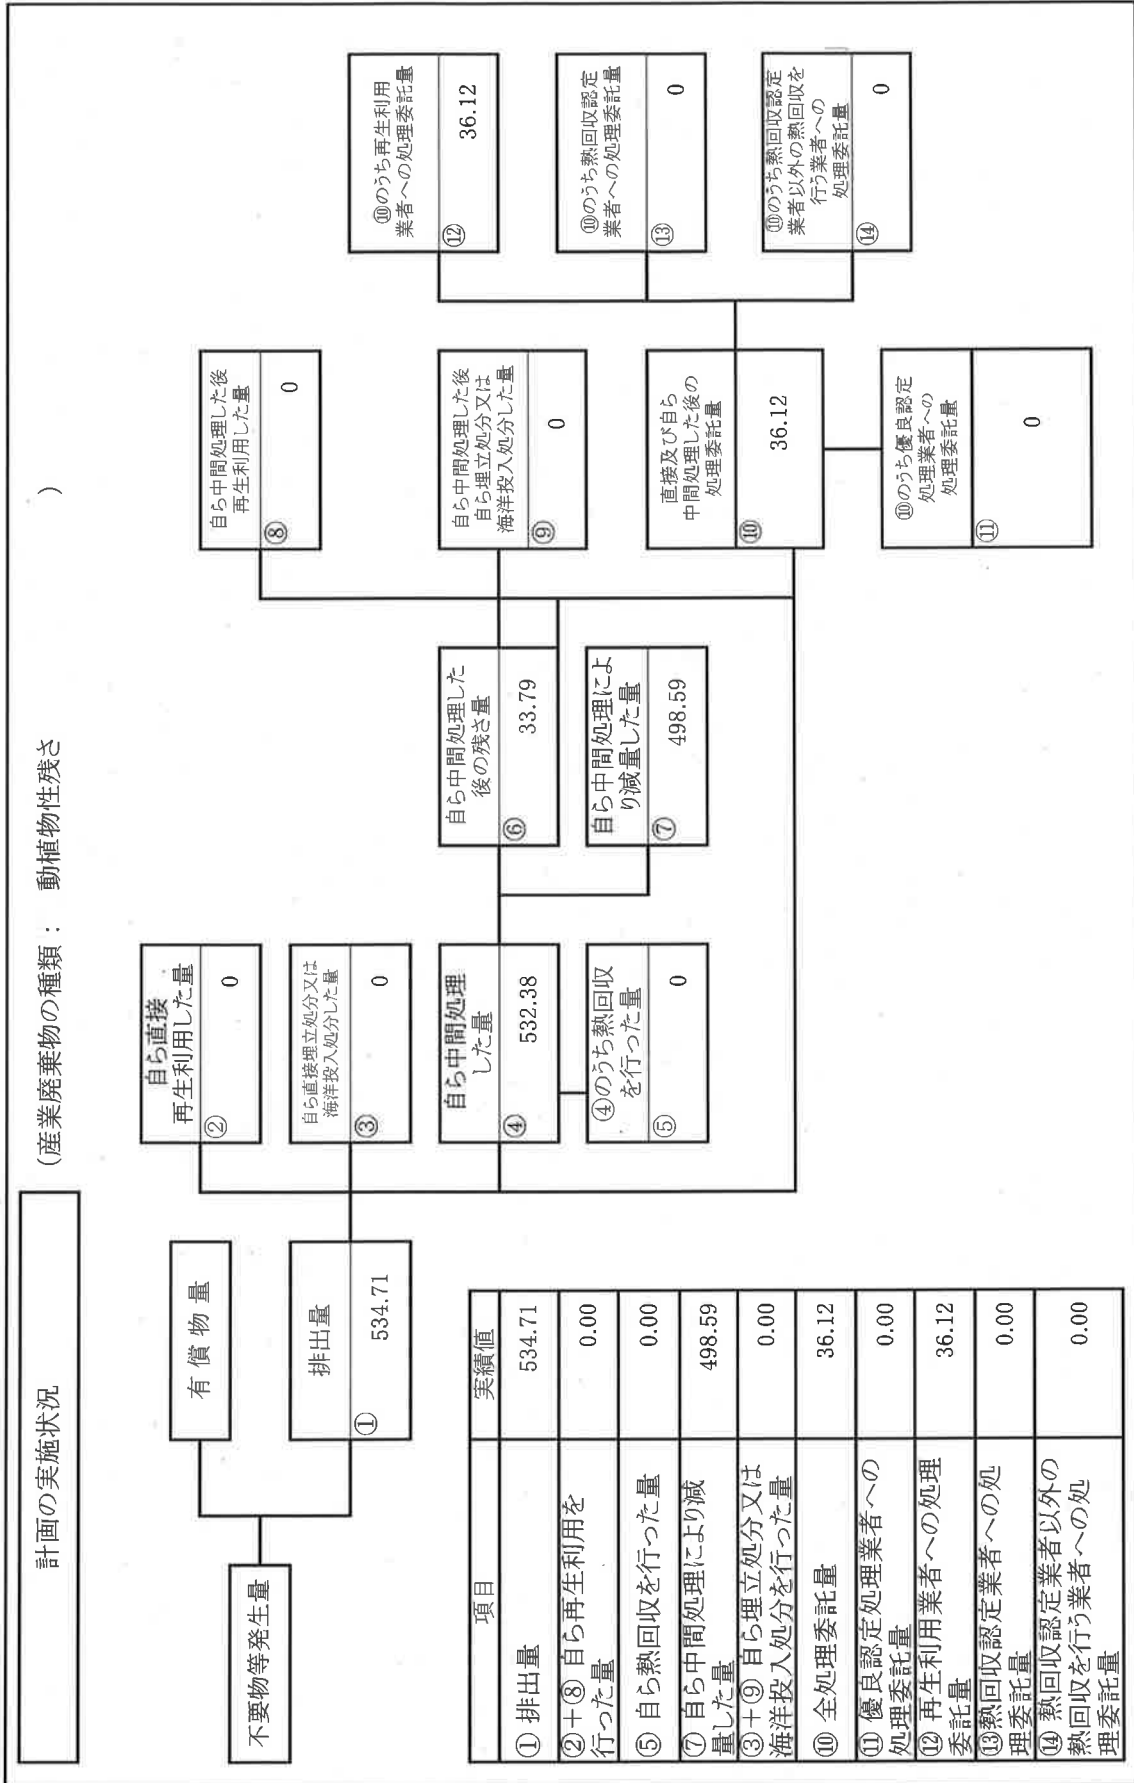 計画の実施状況
(産業廃棄物の種類： 動植物性残さ )
不要物等発生量
有償物量
排出量
① 534.71
自ら直接
再生利用した量
② 0
自ら直接埋立処分又は
海洋投入処分した量
③ 0
自ら中間処理
した量
④ 532.38
④のうち熱回収
を行った量
⑤ 0
自ら中間処理した
後の残さ量
⑥ 33.79
自ら中間処理によ
り減量した量
⑦ 498.59
自ら中間処理した後
再生利用した量
⑧ 0
自ら中間処理した後
自ら埋立処分又は
海洋投入処分した量
⑨ 0
直接及び自ら
中間処理した後の
処理委託量
⑩ 36.12
⑩のうち優良認定
処理業者への
処理委託量
⑪ 0
⑩のうち再生利用
業者への処理委託量
⑫ 36.12
⑩のうち熱回収認定
業者への処理委託量
⑬ 0
⑩のうち熱回収認定
業者以外の熱回収を
行う業者への
処理委託量
⑭ 0
項目 実績値
① 排出量 534.71
②＋⑧ 自ら再生利用を
行った量 0.00
⑤ 自ら熱回収を行った量 0.00
⑦ 自ら中間処理により減
量した量 498.59
③＋⑨ 自ら埋立処分又は
海洋投入処分を行った量 0.00
⑩ 全処理委託量 36.12
⑪ 優良認定処理業者への
処理委託量 0.00
⑫ 再生利用業者への処理
委託量 36.12
⑬熱回収認定業者への処
理委託量 0.00
⑭ 熱回収認定業者以外の
熱回収を行う業者への処
理委託量 0.00